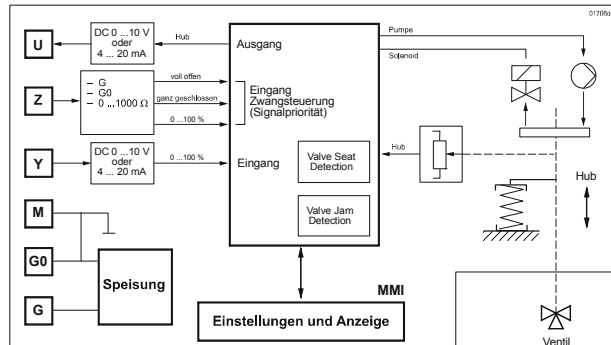 01706d
U
DC 0 ...10 V
oder
4 ... 20 mA
Hub
Ausgang
Pumpe
Solenoid
Z
– G
– G0
– 0 ...1000 Ω
voll offen
ganz geschlossen
0 ...100 %
Eingang
Zwangsteuerung
(Signalpriorität)
Y
DC 0 ...10 V
oder
4 ... 20 mA
0 ...100 %
Eingang
Valve Seat
Detection
Valve Jam
Detection
Hub
Hub
M
G0
G
Speisung
MMI
Einstellungen und Anzeige
Ventil